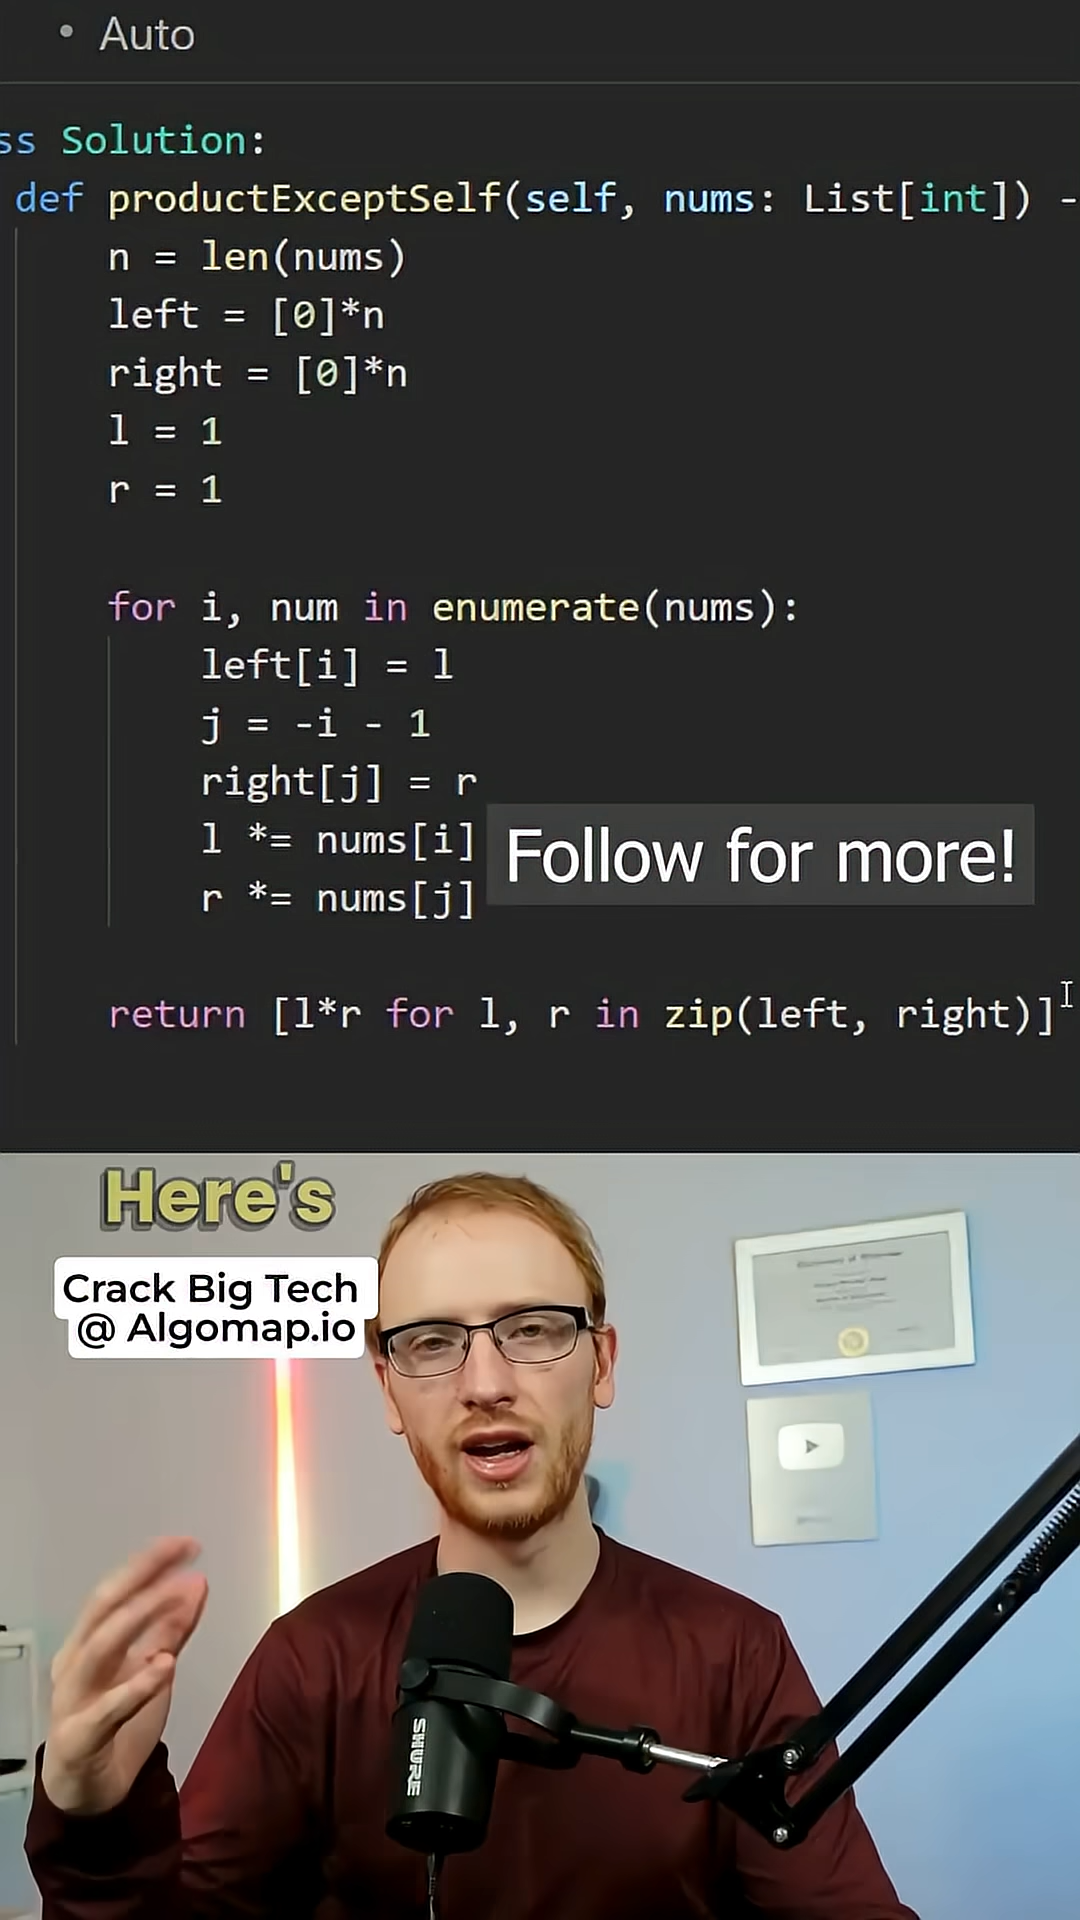 • Auto
ss Solution:
def productExceptSelf(self, nums: List[int]) -
n = len(nums)
left = [0]*n
right = [0]*n
l = 1
r = 1
for i, num in enumerate(nums):
left[i] = l
j = -i - 1
right[j] = r
l *= nums[i]
r *= nums[j]
Follow for more!
return [l*r for l, r in zip(left, right)]
Here's
Crack Big Tech
@ Algomap.io
SHURE